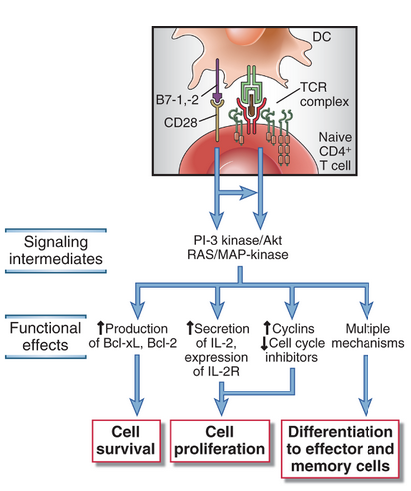 DC
B7-1,-2
TCR
complex
CD28
Naive
CD4+
T cell
Signaling
intermediates
PI-3 kinase/Akt
RAS/MAP-kinase
Functional
effects
Production
of Bcl-xL, Bcl-2
Secretion
of IL-2,
expression
of IL-2R
Cyclins
Cell cycle
inhibitors
Multiple
mechanisms
Cell
survival
Cell
proliferation
Differentiation
to effector and
memory cells